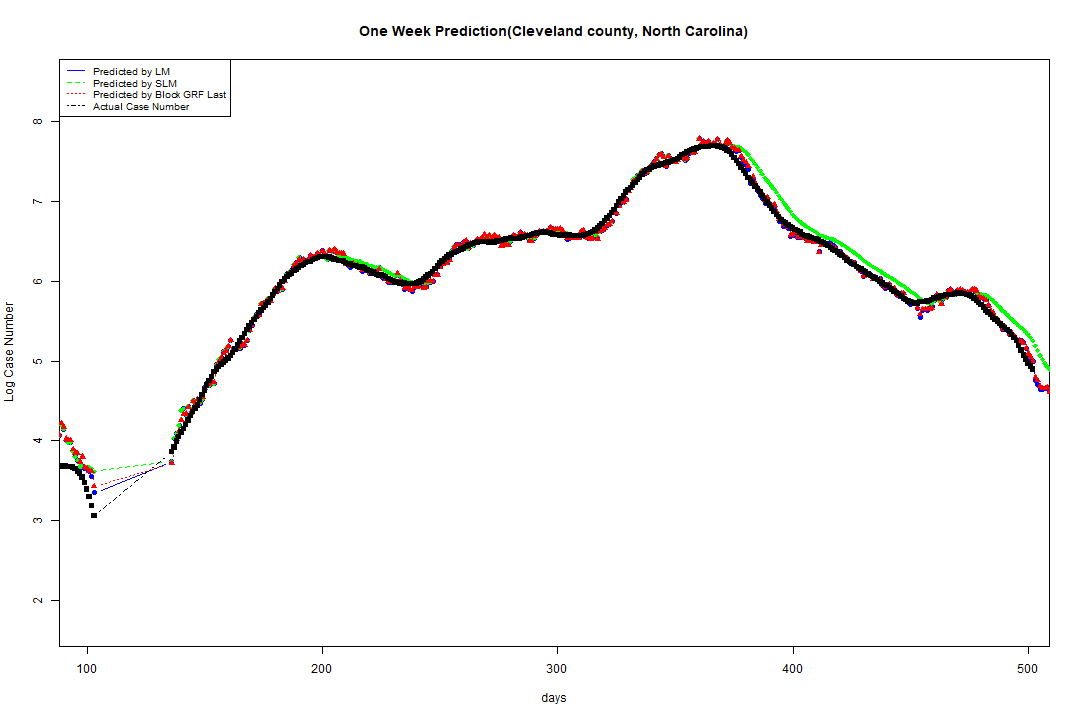 One Week Prediction(Cleveland county, North Carolina)
Predicted by LM
Predicted by SLM
Predicted by Block GRF Last
Actual Case Number
8
7
6
5
4
3
2
Log Case Number
100 200 300 400 500
days